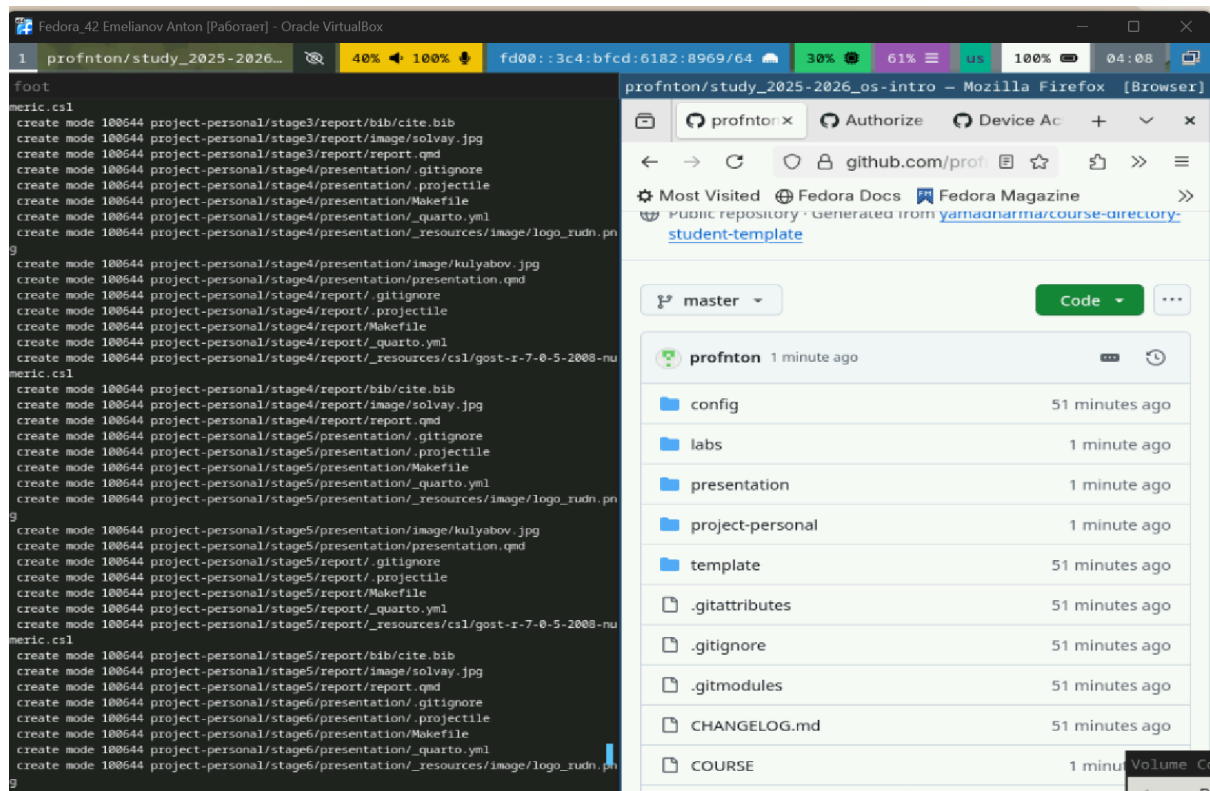 Fedora_42 Emelianov Anton [Работает] - Oracle VirtualBox
1 profnton/study_2025-2026… 40% 100% fd00::3c4:bfcd:6182:8969/64 30% 61% us 100% 04:08
foot
meric.csl
create mode 100644 project-personal/stage3/report/bib/cite.bib
create mode 100644 project-personal/stage3/report/image/solvay.jpg
create mode 100644 project-personal/stage3/report/report.qmd
create mode 100644 project-personal/stage4/presentation/.gitignore
create mode 100644 project-personal/stage4/presentation/.projectile
create mode 100644 project-personal/stage4/presentation/Makefile
create mode 100644 project-personal/stage4/presentation/_quarto.yml
create mode 100644 project-personal/stage4/presentation/_resources/image/logo_rudn.pn
g
create mode 100644 project-personal/stage4/presentation/image/kulyabov.jpg
create mode 100644 project-personal/stage4/presentation/presentation.qmd
create mode 100644 project-personal/stage4/report/.gitignore
create mode 100644 project-personal/stage4/report/.projectile
create mode 100644 project-personal/stage4/report/Makefile
create mode 100644 project-personal/stage4/report/_quarto.yml
create mode 100644 project-personal/stage4/report/_resources/csl/gost-r-7-0-5-2008-nu
meric.csl
create mode 100644 project-personal/stage4/report/bib/cite.bib
create mode 100644 project-personal/stage4/report/image/solvay.jpg
create mode 100644 project-personal/stage4/report/report.qmd
create mode 100644 project-personal/stage5/presentation/.gitignore
create mode 100644 project-personal/stage5/presentation/.projectile
create mode 100644 project-personal/stage5/presentation/Makefile
create mode 100644 project-personal/stage5/presentation/_quarto.yml
create mode 100644 project-personal/stage5/presentation/_resources/image/logo_rudn.pn
g
create mode 100644 project-personal/stage5/presentation/image/kulyabov.jpg
create mode 100644 project-personal/stage5/presentation/presentation.qmd
create mode 100644 project-personal/stage5/report/.gitignore
create mode 100644 project-personal/stage5/report/.projectile
create mode 100644 project-personal/stage5/report/Makefile
create mode 100644 project-personal/stage5/report/_quarto.yml
create mode 100644 project-personal/stage5/report/_resources/csl/gost-r-7-0-5-2008-nu
meric.csl
create mode 100644 project-personal/stage5/report/bib/cite.bib
create mode 100644 project-personal/stage5/report/image/solvay.jpg
create mode 100644 project-personal/stage5/report/report.qmd
create mode 100644 project-personal/stage6/presentation/.gitignore
create mode 100644 project-personal/stage6/presentation/.projectile
create mode 100644 project-personal/stage6/presentation/Makefile
create mode 100644 project-personal/stage6/presentation/_quarto.yml
create mode 100644 project-personal/stage6/presentation/_resources/image/logo_rudn.pn
g
profnton/study_2025-2026_os-intro — Mozilla Firefox [Browser]
profnton Authorize Device Ac
github.com/prof
Most Visited Fedora Docs Fedora Magazine
Public repository · Generated from yamadharma/course-directory-
student-template
master Code
profnton 1 minute ago
config 51 minutes ago
labs 1 minute ago
presentation 1 minute ago
project-personal 1 minute ago
template 51 minutes ago
.gitattributes 51 minutes ago
.gitignore 51 minutes ago
.gitmodules 51 minutes ago
CHANGELOG.md 51 minutes ago
COURSE 1 minu
Volume Co